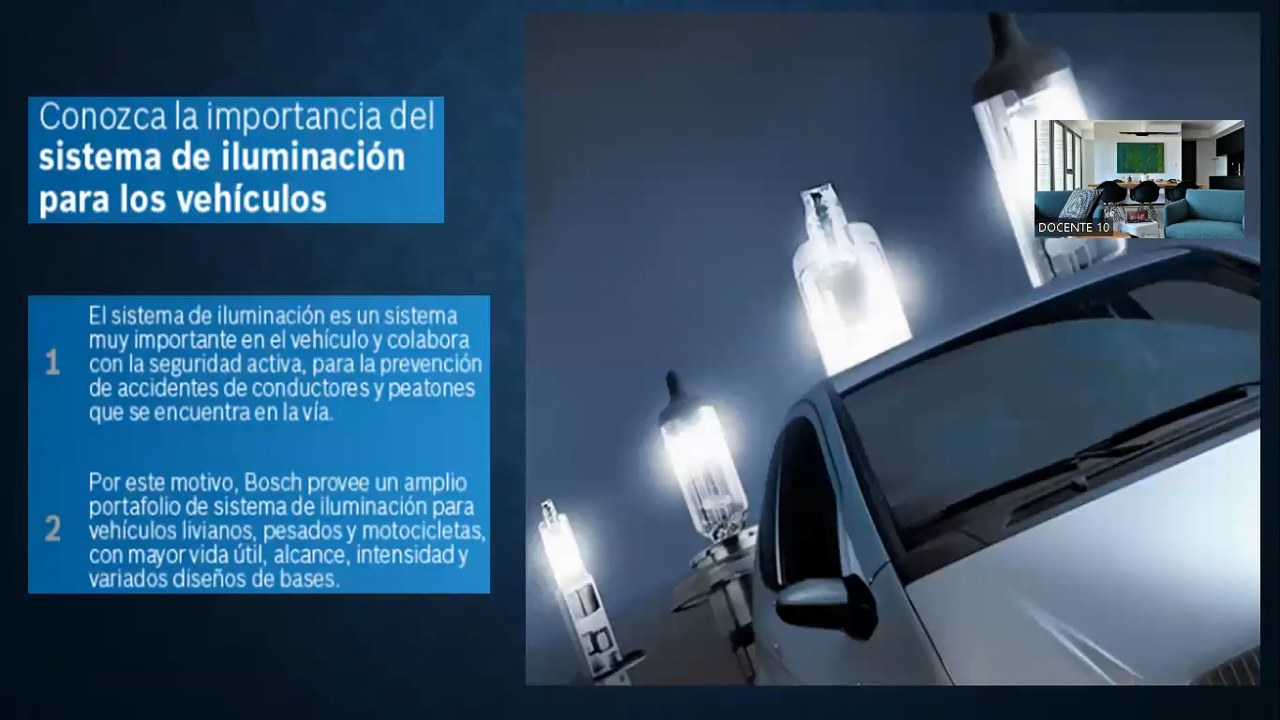 Conozca la importancia del
sistema de iluminación
para los vehículos
1
El sistema de iluminación es un sistema
muy importante en el vehículo y colabora
con la seguridad activa, para la prevención
de accidentes de conductores y peatones
que se encuentra en la vía.
2
Por este motivo, Bosch provee un amplio
portafolio de sistema de iluminación para
vehículos livianos, pesados y motocicletas,
con mayor vida útil, alcance, intensidad y
variados diseños de bases.
DOCENTE 10